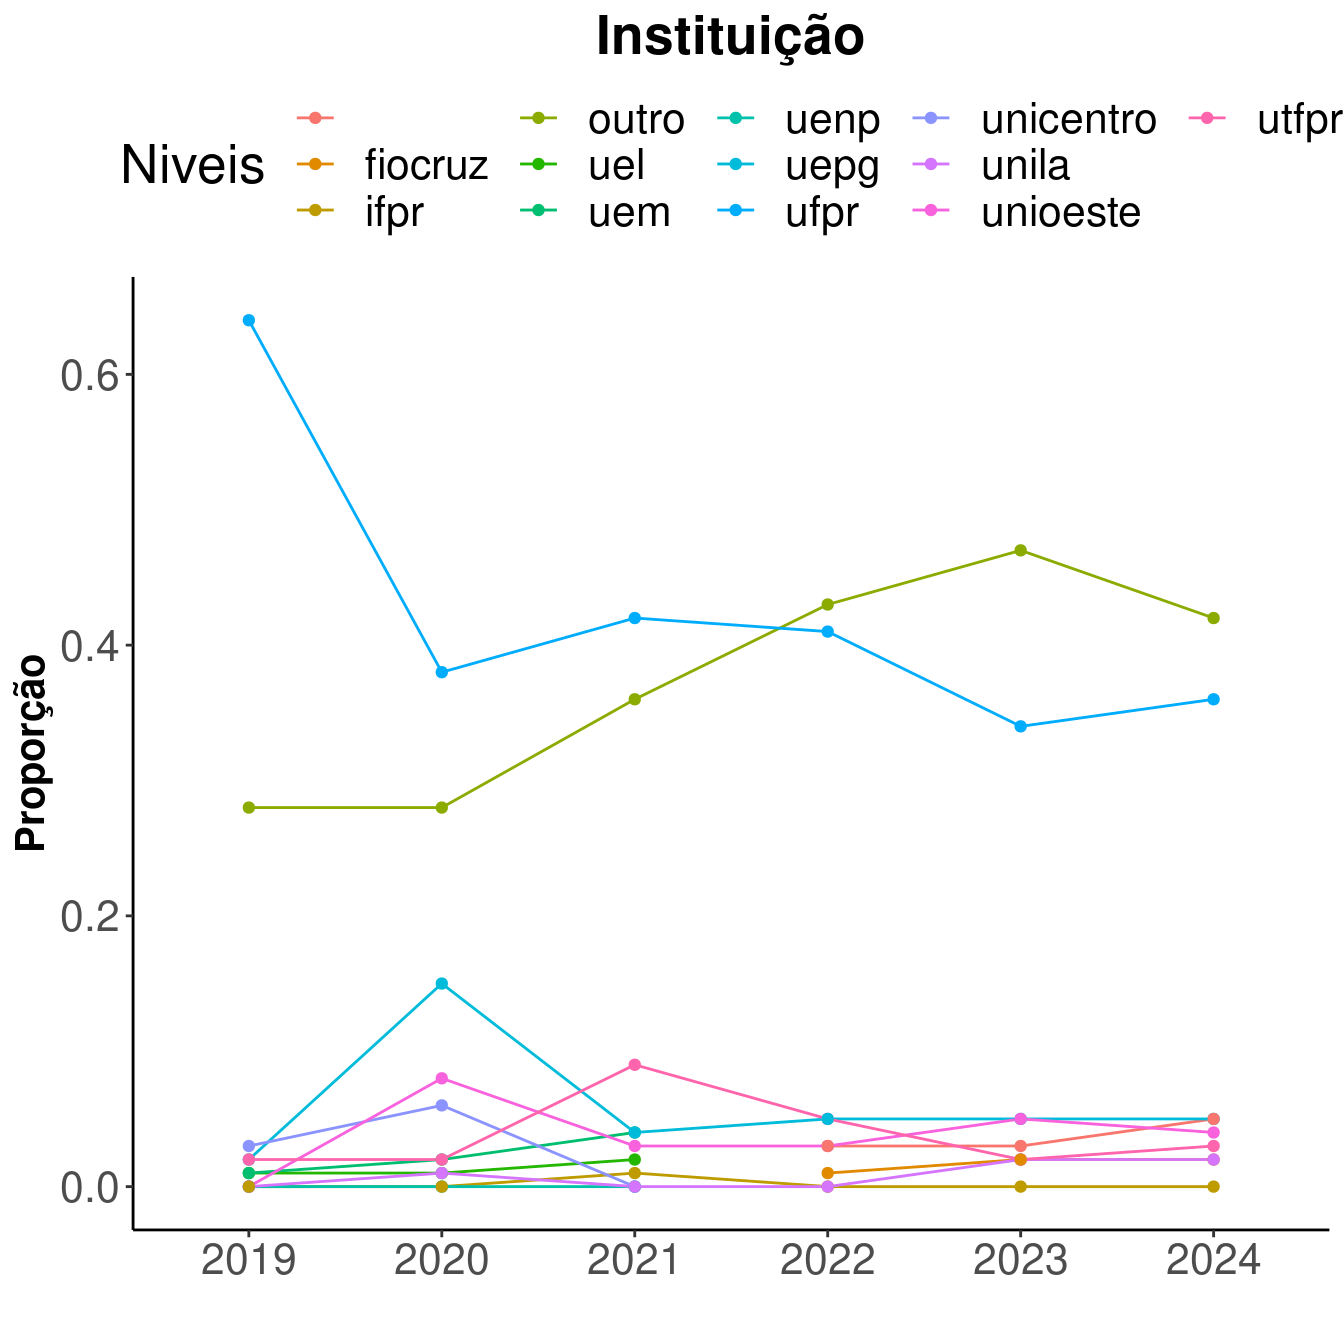 Instituição
Niveis
fiocruz
ifpr
outro
uel
uem
uenp
uepg
ufpr
unicentro
unila
unioeste
utfpr
Proporção
0.6
0.4
0.2
0.0
2019 2020 2021 2022 2023 2024